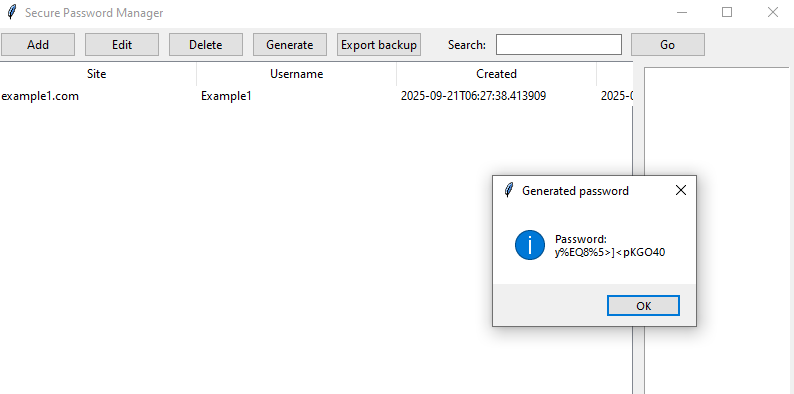 Secure Password Manager
Add Edit Delete Generate Export backup Search: Go
Site Username Created
example1.com Example1 2025-09-21T06:27:38.413909 2025-0
Generated password
Password:
y%EQ8%5>]<pKGO40
OK